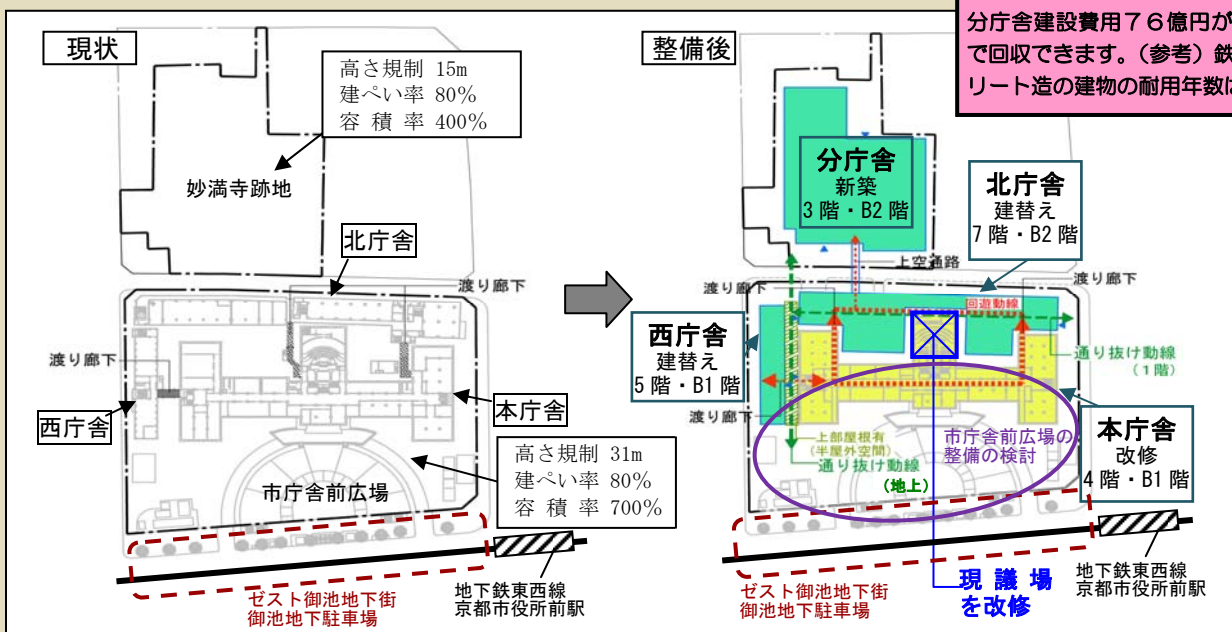 分庁舎建設費用７６億円が
で回収できます。（参考）鉄
リート造の建物の耐用年数は
現状
高さ規制 15m
建ぺい率 80%
容 積 率 400%
妙満寺跡地
北庁舎
渡り廊下
渡り廊下
西庁舎
本庁舎
高さ規制 31m
建ぺい率 80%
容 積 率 700%
市庁舎前広場
ゼスト御池地下街
御池地下駐車場
地下鉄東西線
京都市役所前駅
整備後
分庁舎
新築
3 階・B2 階
北庁舎
建替え
7 階・B2 階
上空通路
渡り廊下
渡り廊下
回遊動線
西庁舎
建替え
5 階・B1 階
通り抜け動線
（１階）
渡り廊下
上部屋根有
（半屋外空間）
通り抜け動線
（地上）
市庁舎前広場の
整備の検討
本庁舎
改修
4 階・B1 階
ゼスト御池地下街
御池地下駐車場
現 議 場
を改修
地下鉄東西線
京都市役所前駅